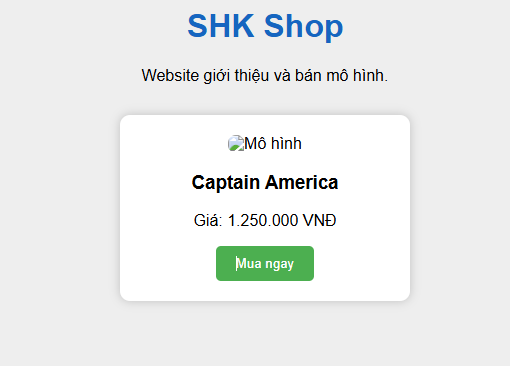 SHK Shop
Website giới thiệu và bán mô hình.
Mô hình
Captain America
Giá: 1.250.000 VNĐ
Mua ngay